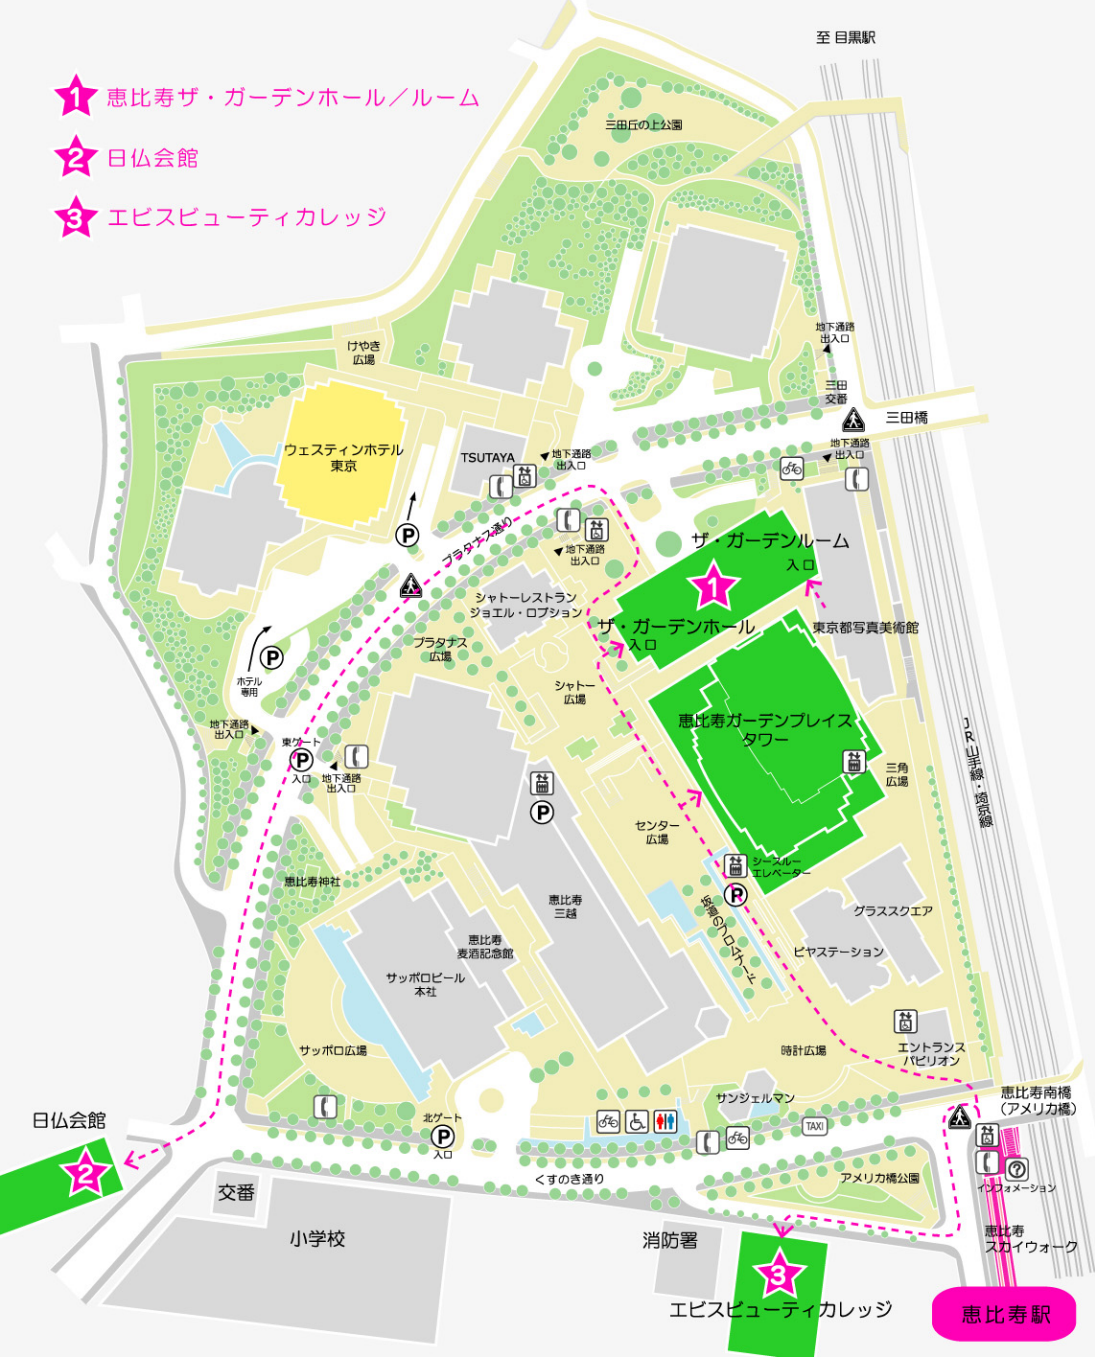 至 目黒駅
1 恵比寿ザ・ガーデンホール／ルーム
2 日仏会館
3 エビスビューティカレッジ
三田丘の上公園
地下通路
出入口
けやき
広場
三田
交番
三田橋
ウェスティンホテル
東京
TSUTAYA
地下通路
出入口
地下通路
出入口
P
プラタナス通り
地下通路
出入口
ザ・ガーデンルーム
入口
1
シャトーレストラン
ジョエル・ロブション
ザ・ガーデンホール
入口
東京都写真美術館
プラタナス
広場
P
ホテル
専用
シャトー
広場
地下通路
出入口
東ゲート
P
入口
地下通路
出入口
恵比寿ガーデンプレイス
タワー
JR山手線・埼京線
三角
広場
P
センター
広場
シースルー
エレベーター
R
恵比寿神社
恵比寿
三越
坂道のプロムナード
グラススクエア
恵比寿
麦酒記念館
ビヤステーション
サッポロビール
本社
サッポロ広場
時計広場
エントランス
パビリオン
恵比寿南橋
（アメリカ橋）
サンジェルマン
日仏会館
北ゲート
P
入口
TAXI
2
くすのき通り
アメリカ橋公園
?
インフォメーション
交番
小学校
消防署
恵比寿
スカイウォーク
3
エビスビューティカレッジ
恵比寿駅